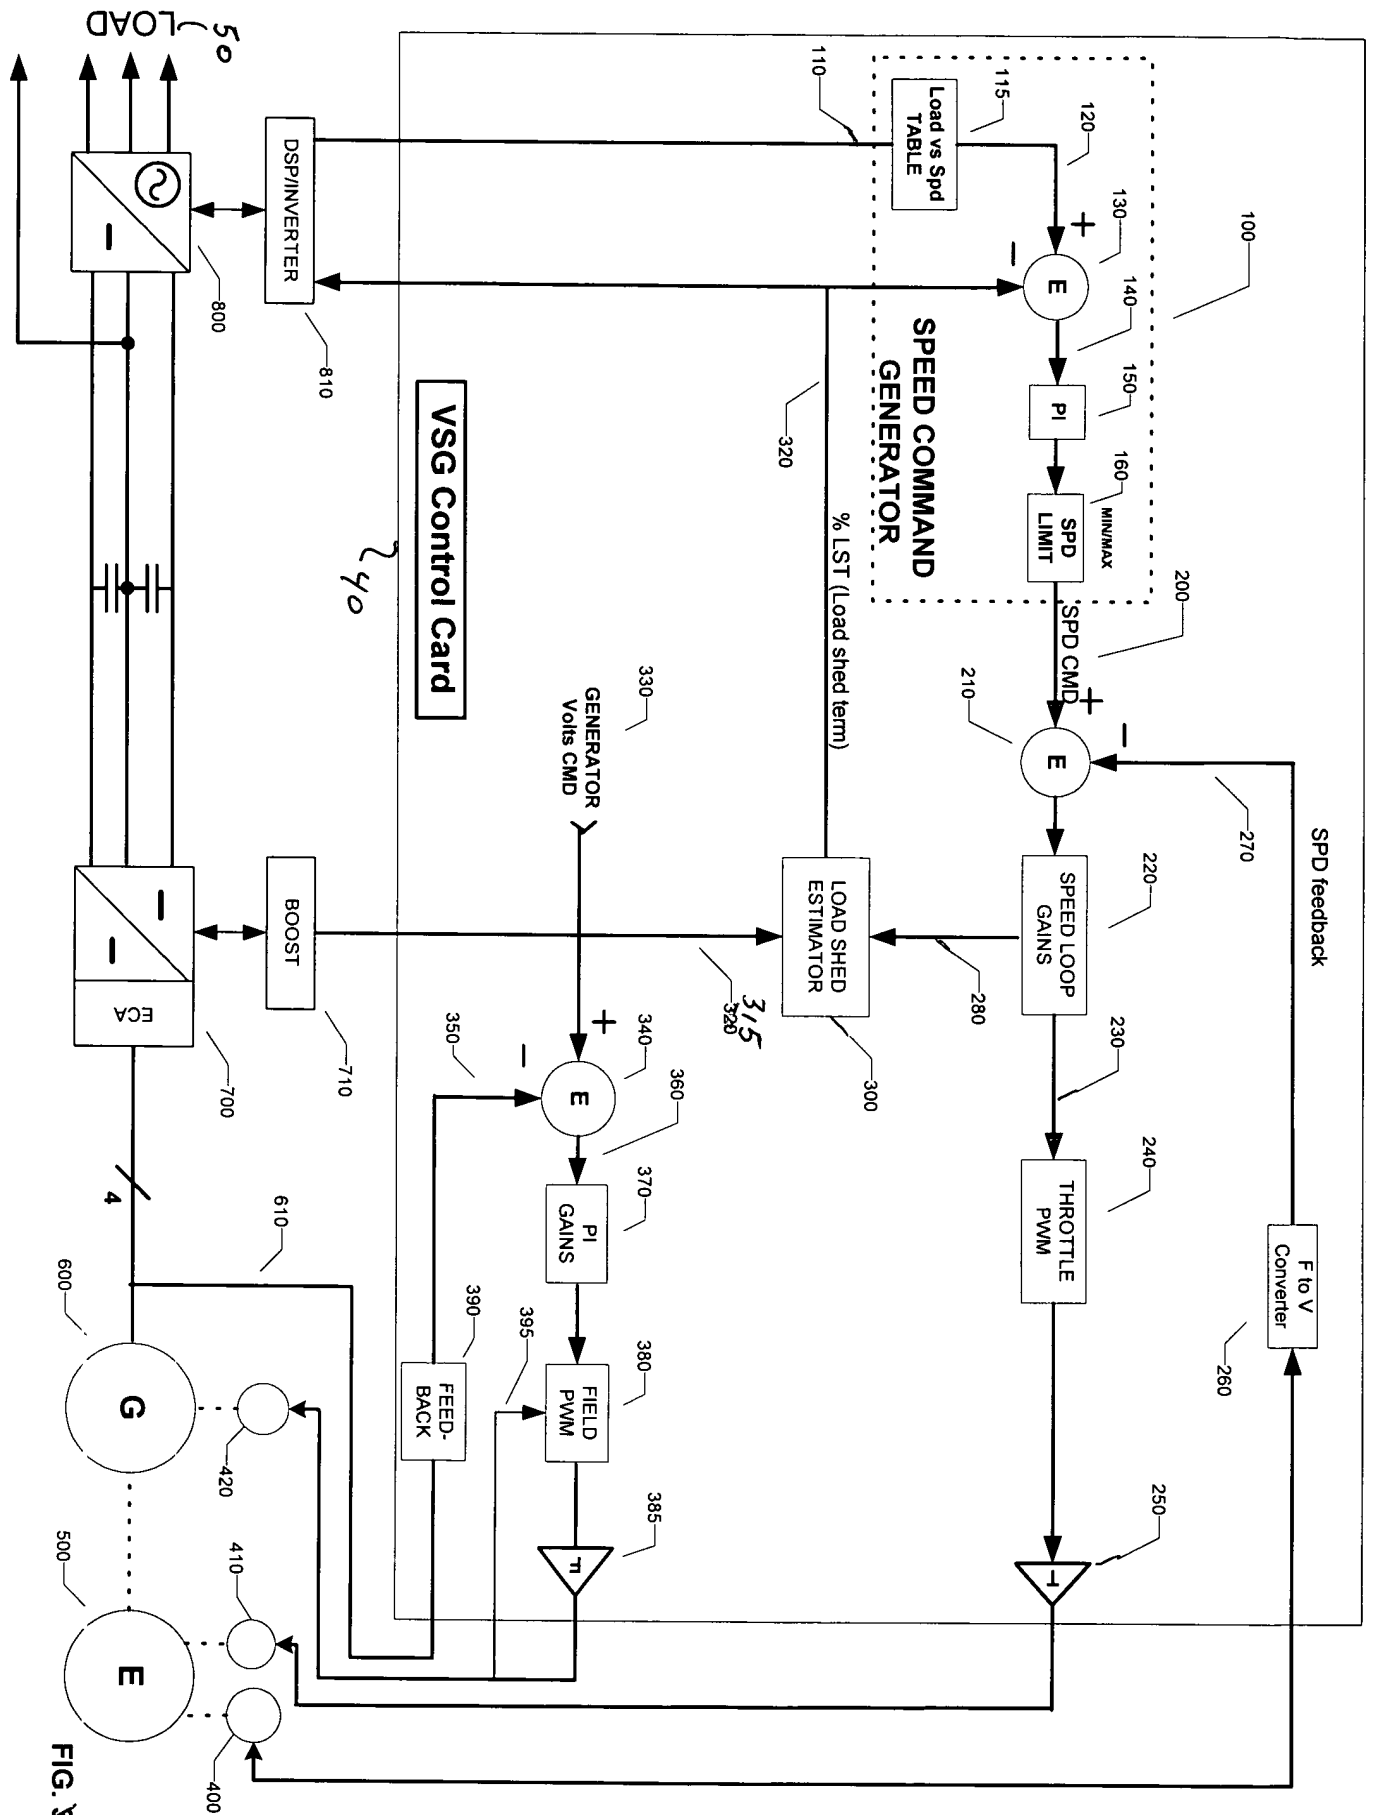 SPD feedback
270
F to V
Converter
260
100
SPEED COMMAND
GENERATOR
115
Load vs Spd
TABLE
110
120
+
−
130
E
140
150
PI
160
MIN/MAX
SPD
LIMIT
200
SPD CMD
+
−
210
E
220
SPEED LOOP
GAINS
230
240
THROTTLE
PWM
250
T
280
% LST (Load shed term)
320
LOAD SHED
ESTIMATOR
300
320
315
330
GENERATOR
Volts CMD
+
−
340
E
350
360
370
PI
GAINS
380
FIELD
PWM
385
F
395
390
FEED-
BACK
VSG Control Card
40
DSP/INVERTER
810
BOOST
710
50
LOAD
800
ECA
700
4
610
600
G
420
410
500
E
400
FIG.